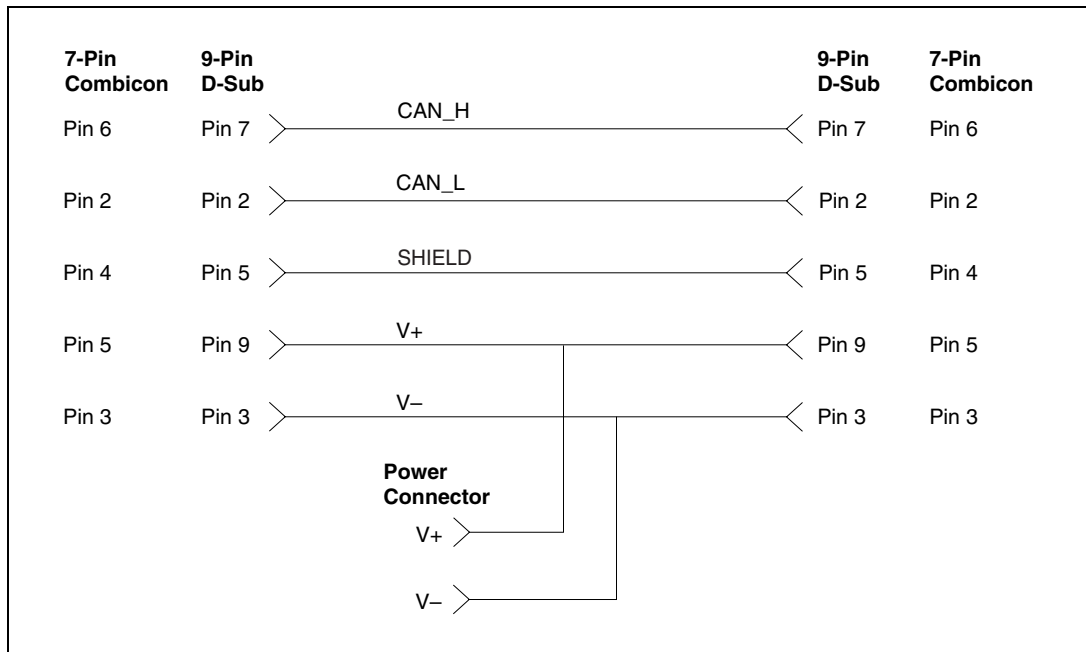 7-Pin Combicon 9-Pin D-Sub 9-Pin D-Sub 7-Pin Combicon
Pin 6 Pin 7 CAN_H Pin 7 Pin 6
Pin 2 Pin 2 CAN_L Pin 2 Pin 2
Pin 4 Pin 5 SHIELD Pin 5 Pin 4
Pin 5 Pin 9 V+ Pin 9 Pin 5
Pin 3 Pin 3 V– Pin 3 Pin 3
Power
Connector
V+
V–